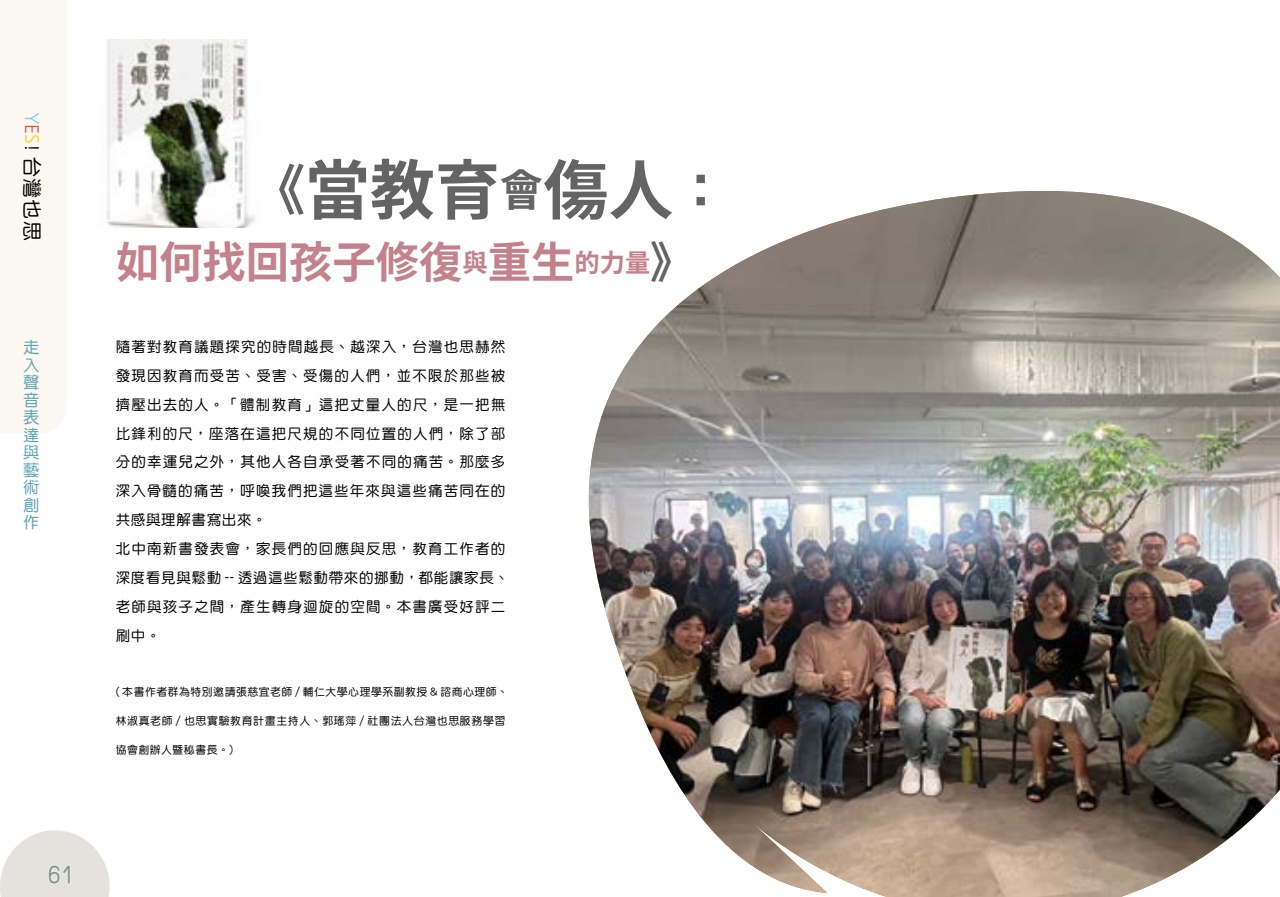 YES! 台灣也思
走入聲音表達與藝術創作
當教育
會傷人
當教育會傷人
《當教育會傷人：
如何找回孩子修復與重生的力量》
隨著對教育議題探究的時間越長、越深入，台灣也思赫然
發現因教育而受苦、受害、受傷的人們，並不限於那些被
擠壓出去的人。「體制教育」這把丈量人的尺，是一把無
比鋒利的尺，座落在這把尺規的不同位置的人們，除了部
分的幸運兒之外，其他人各自承受著不同的痛苦。那麼多
深入骨髓的痛苦，呼喚我們把這些年來與這些痛苦同在的
共感與理解書寫出來。
北中南新書發表會，家長們的回應與反思，教育工作者的
深度看見與鬆動 -- 透過這些鬆動帶來的挪動，都能讓家長、
老師與孩子之間，產生轉身迴旋的空間。本書廣受好評二
刷中。
（本書作者群為特別邀請張慈宜老師 / 輔仁大學心理學系副教授 & 諮商心理師、
林淑真老師 / 也思實驗教育計畫主持人、郭瑤萍 / 社團法人台灣也思服務學習
協會創辦人暨秘書長。）
當教育
會傷人
61